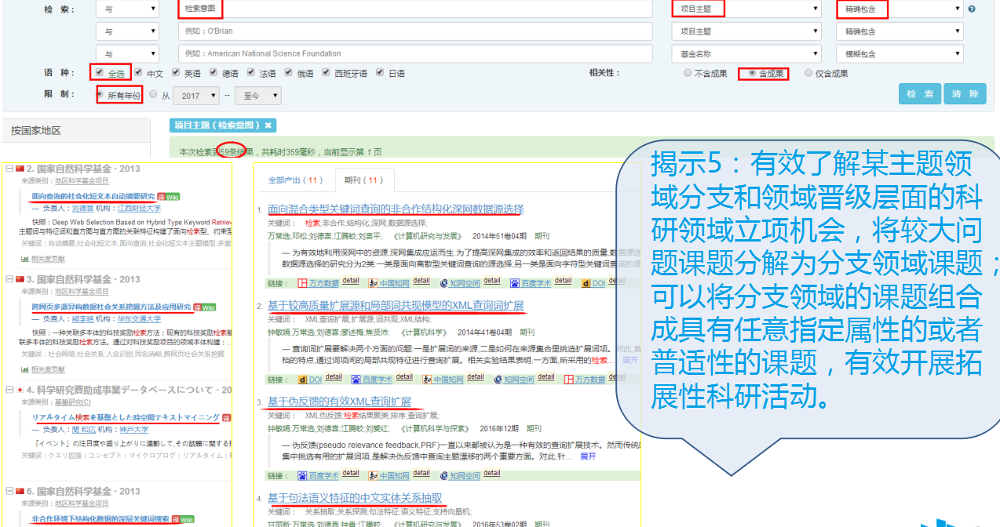 检 索： 与 检索意图 项目主题 精确包含
与 例如：O'Brian 项目主题 精确包含
与 例如：American National Science Foundation 基金名称 模糊包含
语 种： 全选 中文 英语 德语 法语 俄语 西班牙语 日语 相关性： 不含成果 含成果 仅含成果
限 制： 所有年份 从 2017 -- 至今 检 索 清 除
按国家地区
项目主题 ( 检索意图 ) ✖
本次检索到59条结果，共耗时359毫秒，当前显示第 1 页
2. 国家自然科学基金 · 2013
来源类别：地区科学基金项目
面向查询的社会化短文本自动摘要研究 译 Wiki
— 负责人：刘德喜 机构：江西财经大学
快照：Deep Web Selection Based on Hybrid Type Keyword Retriev
主题词与特征词和直方图与直方图的关联特征构建了面向检索型、约束型
关键词：自动摘要;社会化短文本;面向查询;社会化短文本主题模型;多重
相关度贡献
3. 国家自然科学基金 · 2013
来源类别：地区科学基金项目
跨网页多源异构数据社会关系挖掘方法及应用研究 译 Wiki
— 负责人：邰李艳 机构：华东交通大学
快照：一种关联多本体的科技奖励检索方法；现有的科技奖励检索
联多本体的科技奖励检索方法。通过对科技奖励项目的领域本体构建；..
关键词：社会网络;社会关系;人名识别;同名消岐;跨网页社会关系挖掘
相关度贡献
4. 科学研究費助成事業データベースについて · 20
来源类别：基盤研究(C)
リアルタイム検索を基盤とした時空間テキストマイニング 译
— 负责人：関 和広 机构：神戸大学
「イベント」の注目度や盛り上がりに連動して,その話題に関する
关键词：クエリ拡張；コンセプト；マイクロブログ；リアルタイム；
6. 国家自然科学基金 · 2013
来源类别：地区科学基金项目
非合作环境下结构化数据的深层关键词搜索 译 Wiki
全部产出（11） 期刊（11）
1. 面向混合类型关键词查询的非合作结构化深网数据源选择
关键词： 检索;非合作;结构化;深网;数据源选择;
万常选;邓松;刘德喜;江腾蛟;刘喜平; 《计算机研究与发展》 2014年51卷04期 期刊
— 为有效地利用深网中的资源,深网集成应运而生.为了提高深网集成的效率和返回结果的质量,数据源选
数据源选择的研究分为2类:一类是面向离散型关键词查询的源选择;另一类是面向字符型关键词查询的源
链接： 万方数据 detail 中国知网 detail 知网空间 detail 百度学术 detail DOI detail
2. 基于较高质量扩展源和局部词共现模型的XML查询词扩展
关键词： XML查询扩展;扩展源;词共现;XML结构;
钟敏娟;万常选;刘德喜;廖述梅;焦贤沛; 《计算机科学》 2014年41卷04期 期刊
— 查询词扩展要解决两个方面的问题:一是扩展词的来源,二是如何在来源集合里挑选扩展词项。对此,首
档的特点,通过词项间的局部共现特征进行查询扩展。相关实验结果表明,一方面,所采用的检索... 展开
链接： DOI detail 百度学术 detail 中国知网 detail 知网空间 detail 万方数据 detail
3. 基于伪反馈的有效XML查询扩展
关键词： XML伪反馈;检索结果聚类;排序;查询扩展;
钟敏娟;万常选;刘德喜;江腾蛟;刘爱红; 《计算机科学与探索》 2016年12期 期刊
— 伪反馈(pseudo relevance feedback,PRF)一直以来都被认为是一种有效的查询扩展技术。然而传统
集中挑选有用的扩展词项,是解决伪反馈中查询主题漂移的两个重要方面。对此,针... 展开
链接： 百度学术 detail 中国知网 detail 知网空间 detail
4. 基于句法语义特征的中文实体关系抽取
关键词： 关系抽取;关系探测;句法特征;语义特征;支持向量机;
甘丽新;万常选;刘德喜;钟青;江腾蛟; 《计算机研究与发展》 2016年53卷02期 期刊
揭示5：有效了解某主题领
域分支和领域晋级层面的科
研领域立项机会，将较大问
题课题分解为分支领域课题；
可以将分支领域的课题组合
成具有任意指定属性的或者
普适性的课题，有效开展拓
展性科研活动。